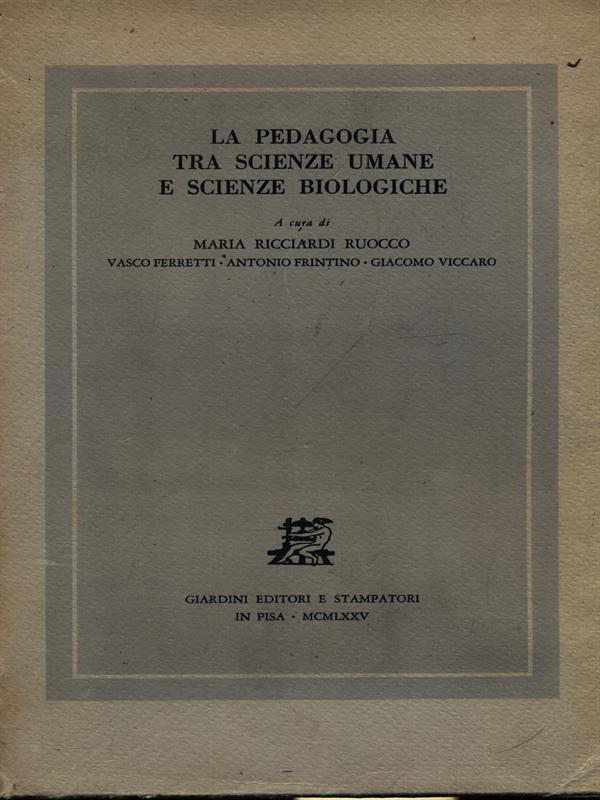 LA PEDAGOGIA
TRA SCIENZE UMANE
E SCIENZE BIOLOGICHE
A cura di
MARIA RICCIARDI RUOCCO
VASCO FERRETTI • ANTONIO FRINTINO • GIACOMO VICCARO
GIARDINI EDITORI E STAMPATORI
IN PISA • MCMLXXV